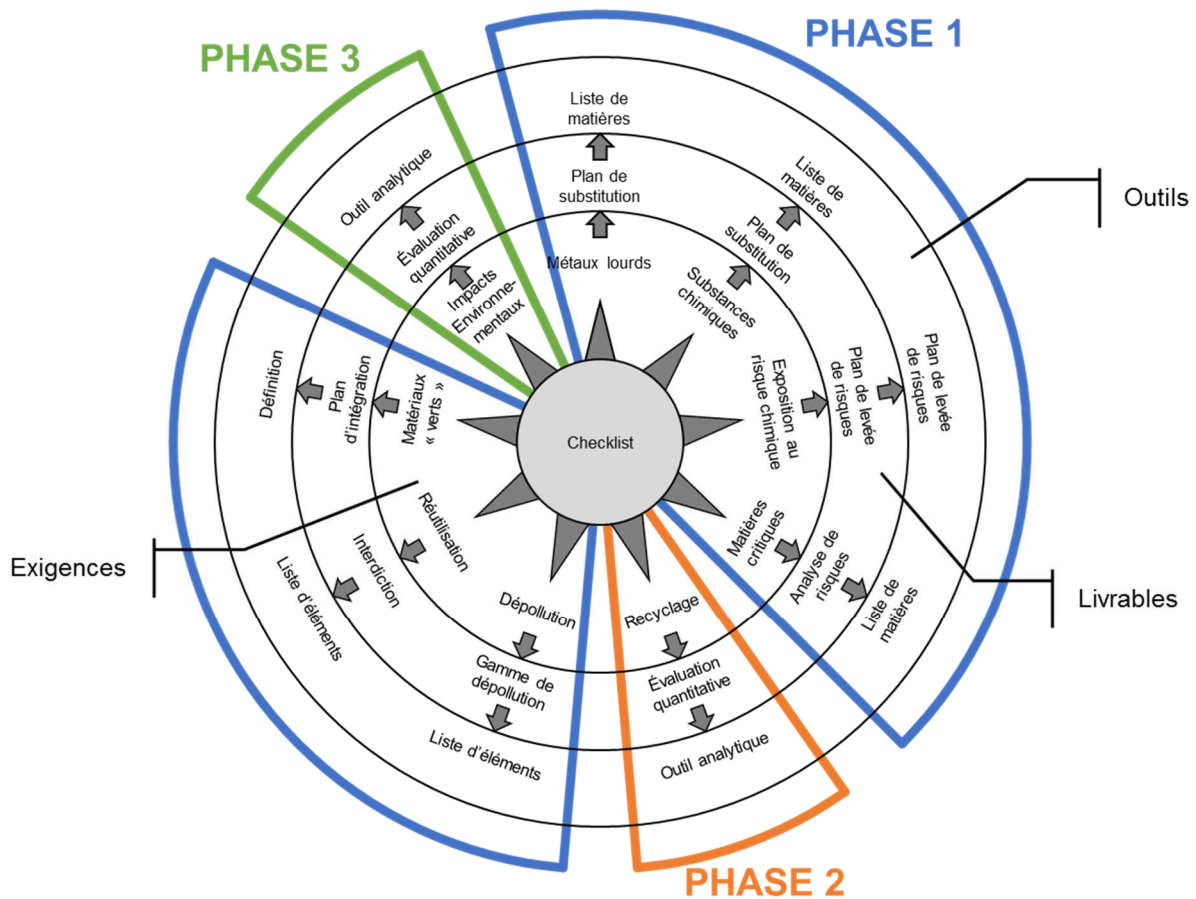 PHASE 1
PHASE 3
Liste de
matières
Plan de
substitution
Métaux lourds
Liste de
matières
Plan de
substitution
Substances
chimiques
Outils
Plan de levée
de risques
Plan de levée
de risques
Exposition au
risque chimique
Matières
critiques
Analyse de
risques
Liste de
matières
Livrables
Recyclage
Évaluation
quantitative
Outil analytique
PHASE 2
Dépollution
Gamme de
dépollution
Liste d'éléments
Réutilisation
Interdiction
Liste d'éléments
Exigences
Matériaux
« verts »
Plan
d'intégration
Définition
Impacts
Environne-
mentaux
Évaluation
quantitative
Outil analytique
Checklist